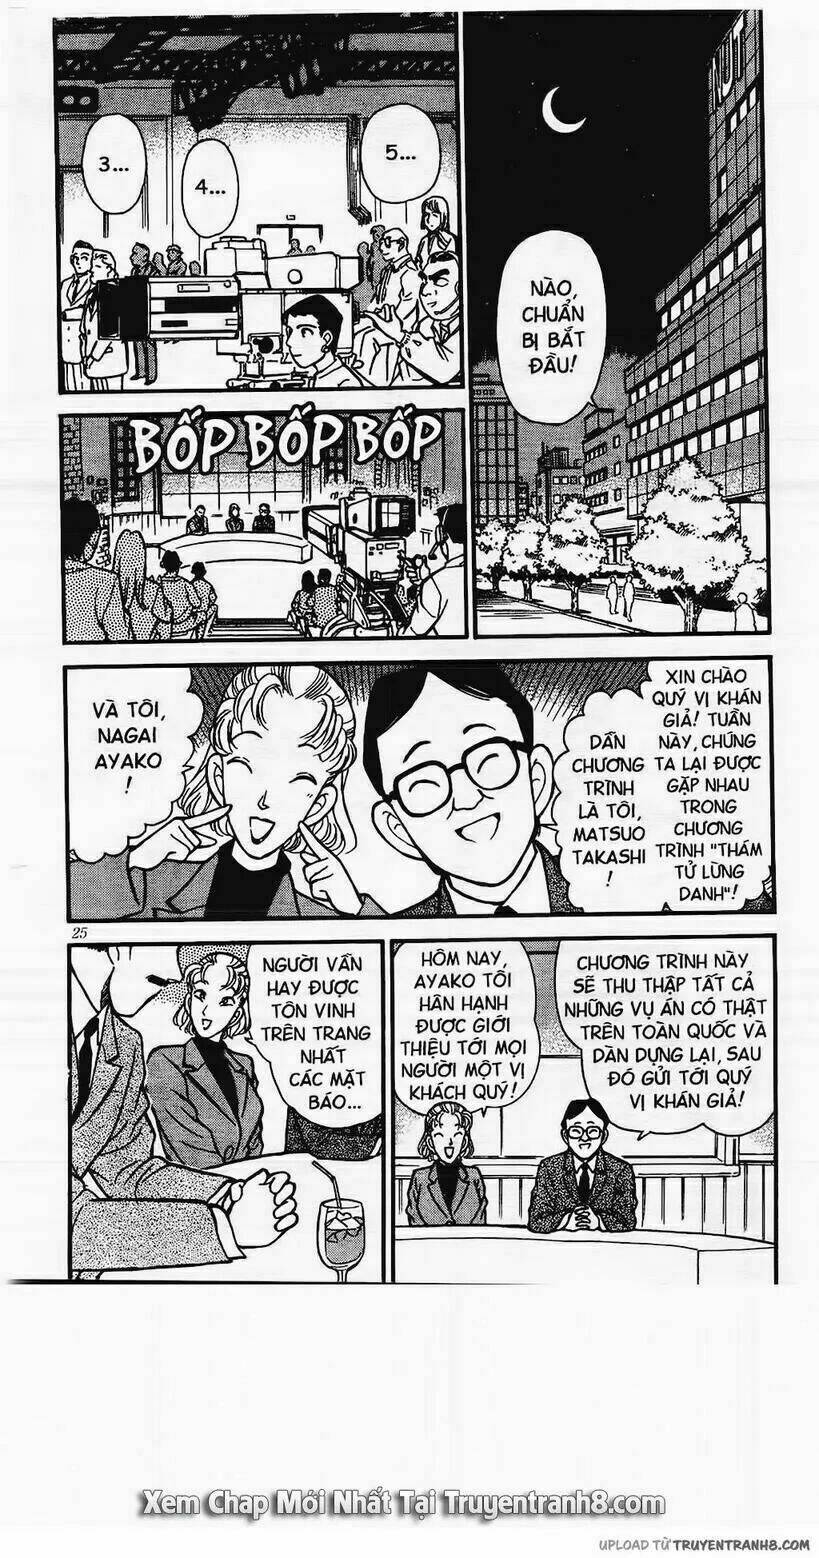 NUT
NÀO,
CHUẨN
BỊ BẮT
ĐẦU!
5...
4...
3...
BỐP BỐP BỐP
XIN CHÀO
QUÝ VỊ KHÁN
GIẢ! TUẦN
NÀY, CHÚNG
TA LẠI ĐƯỢC
GẶP NHAU
TRONG
CHƯƠNG
TRÌNH "THÁM
TỬ LỪNG
DANH"!
DẪN
CHƯƠNG
TRÌNH
LÀ TÔI,
MATSUO
TAKASHI
!
VÀ TÔI,
NAGAI
AYAKO
!
25
CHƯƠNG TRÌNH NÀY
SẼ THU THẬP TẤT CẢ
NHỮNG VỤ ÁN CÓ THẬT
TRÊN TOÀN QUỐC VÀ
DÀN DỰNG LẠI, SAU
ĐÓ GỬI TỚI QUÝ
VỊ KHÁN GIẢ!
HÔM NAY,
AYAKO TÔI
HÂN HẠNH
ĐƯỢC GIỚI
THIỆU TỚI MỌI
NGƯỜI MỘT VỊ
KHÁCH QUÝ!
NGƯỜI VẪN
HAY ĐƯỢC
TÔN VINH
TRÊN TRANG
NHẤT
CÁC MẶT
BÁO...
Xem Chap Mới Nhất Tại Truyentranh8.com
UPLOAD TỪ TRUYENTRANH8.COM